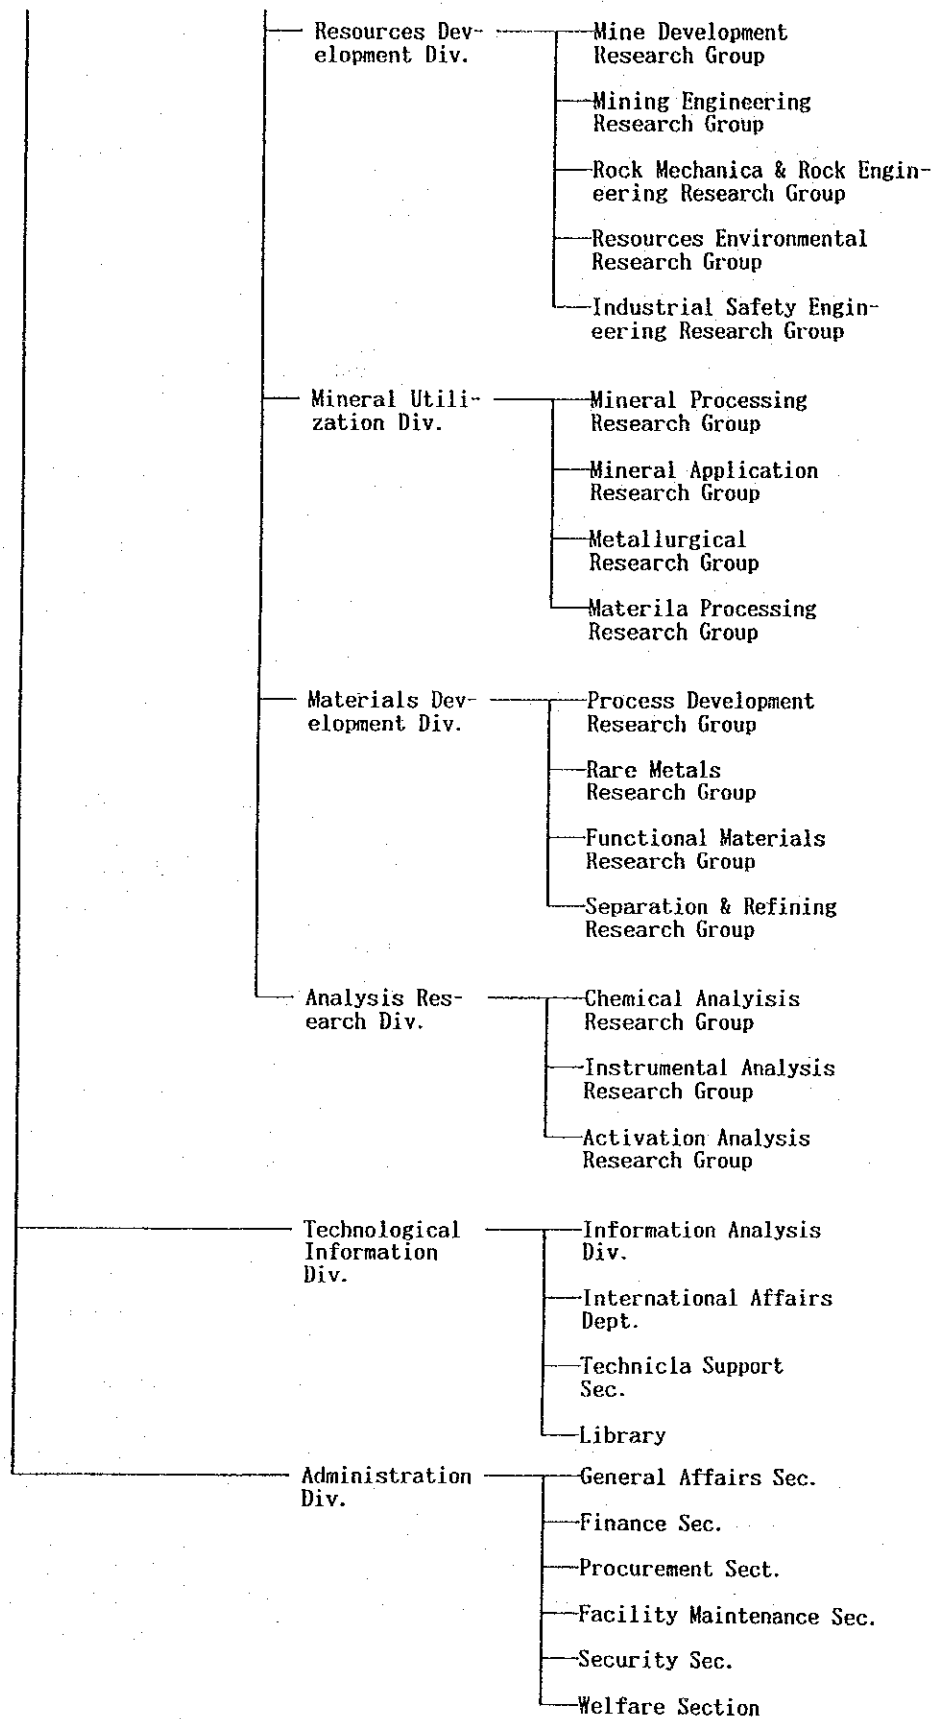 Resources Dev-
elopment Div.
Mine Development
Research Group
Mining Engineering
Research Group
Rock Mechanica & Rock Engin-
eering Research Group
Resources Environmental
Research Group
Industrial Safety Engin-
eering Research Group
Mineral Utili-
zation Div.
Mineral Processing
Research Group
Mineral Application
Research Group
Metallurgical
Research Group
Materila Processing
Research Group
Materials Dev-
elopment Div.
Process Development
Research Group
Rare Metals
Research Group
Functional Materials
Research Group
Separation & Refining
Research Group
Analysis Res-
earch Div.
Chemical Analyisis
Research Group
Instrumental Analysis
Research Group
Activation Analysis
Research Group
Technological
Information
Div.
Information Analysis
Div.
International Affairs
Dept.
Technicla Support
Sec.
Library
Administration
Div.
General Affairs Sec.
Finance Sec.
Procurement Sect.
Facility Maintenance Sec.
Security Sec.
Welfare Section